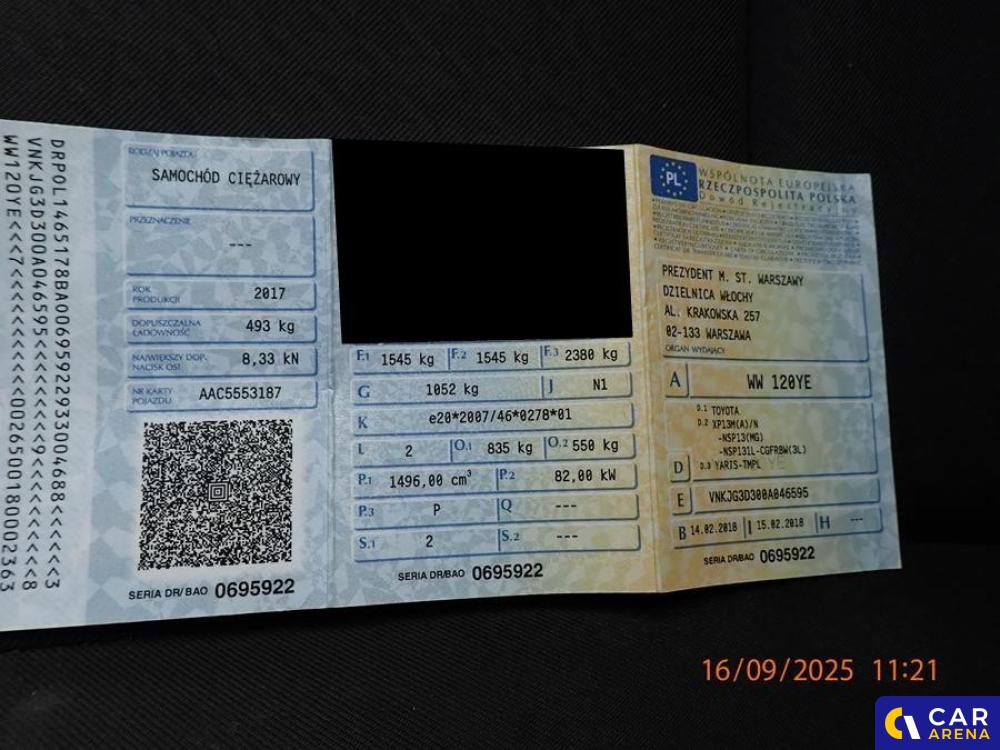 DRPOL1465178BA00695922933004688<<<<<3
VNKJG3D300A046595<<<<<<
WW120YE<<<7<<<
RODZAJ POJAZDU
SAMOCHÓD CIĘŻAROWY
PRZEZNACZENIE
---
ROK PRODUKCJI 2017
DOPUSZCZALNA ŁADOWNOŚĆ 493 kg
NAJWIĘKSZY DOP. NACISK OSI 8,33 kN
NR KARTY POJAZDU AAC5553187
SERIA DR/BAO 0695922
F.1 1545 kg F.2 1545 kg F.3 2380 kg
G 1052 kg J N1
K e20*2007/46*0278*01
L 2 O.1 835 kg O.2 550 kg
P.1 1496,00 cm³ P.2 82,00 kW
P.3 P Q ---
S.1 2 S.2 ---
SERIA DR/BAO 0695922
PL
WSPÓLNOTA EUROPEJSKA
RZECZPOSPOLITA POLSKA
Dowód Rejestracyjny
PREZYDENT M. ST. WARSZAWY
DZIELNICA WŁOCHY
AL. KRAKOWSKA 257
02-133 WARSZAWA
ORGAN WYDAJĄCY
A WW 120YE
D.1 TOYOTA
D.2 XP13M(A)/N
-NSP13(MG)
-NSP131L-CGFRBW(3L)
D D.3 YARIS-TMPL
E VNKJG3D300A046595
B 14.02.2018 I 15.02.2018 H ---
SERIA DR/BAO 0695922
16/09/2025 11:21
CAR
ARENA